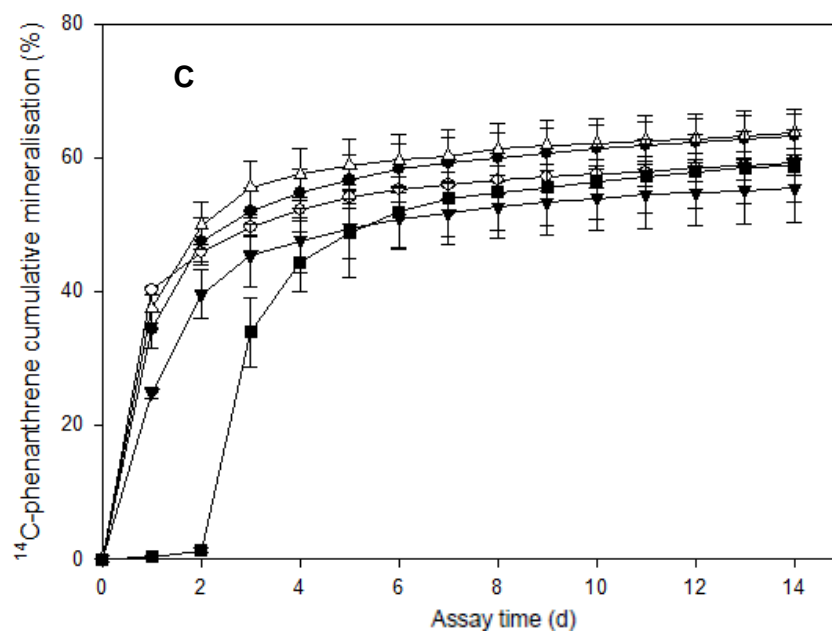 C
80
60
40
20
0
0 2 4 6 8 10 12 14
Assay time (d)
¹⁴C-phenanthrene cumulative mineralisation (%)